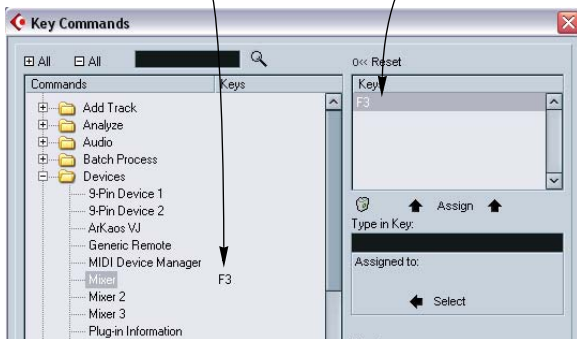 Key Commands
All All
Commands Keys
Add Track
Analyze
Audio
Batch Process
Devices
9-Pin Device 1
9-Pin Device 2
ArKaos VJ
Generic Remote
MIDI Device Manager
Mixer F3
Mixer 2
Mixer 3
Plug-in Information
0<< Reset
Keys
F3
Assign
Type in Key:
Assigned to:
Select